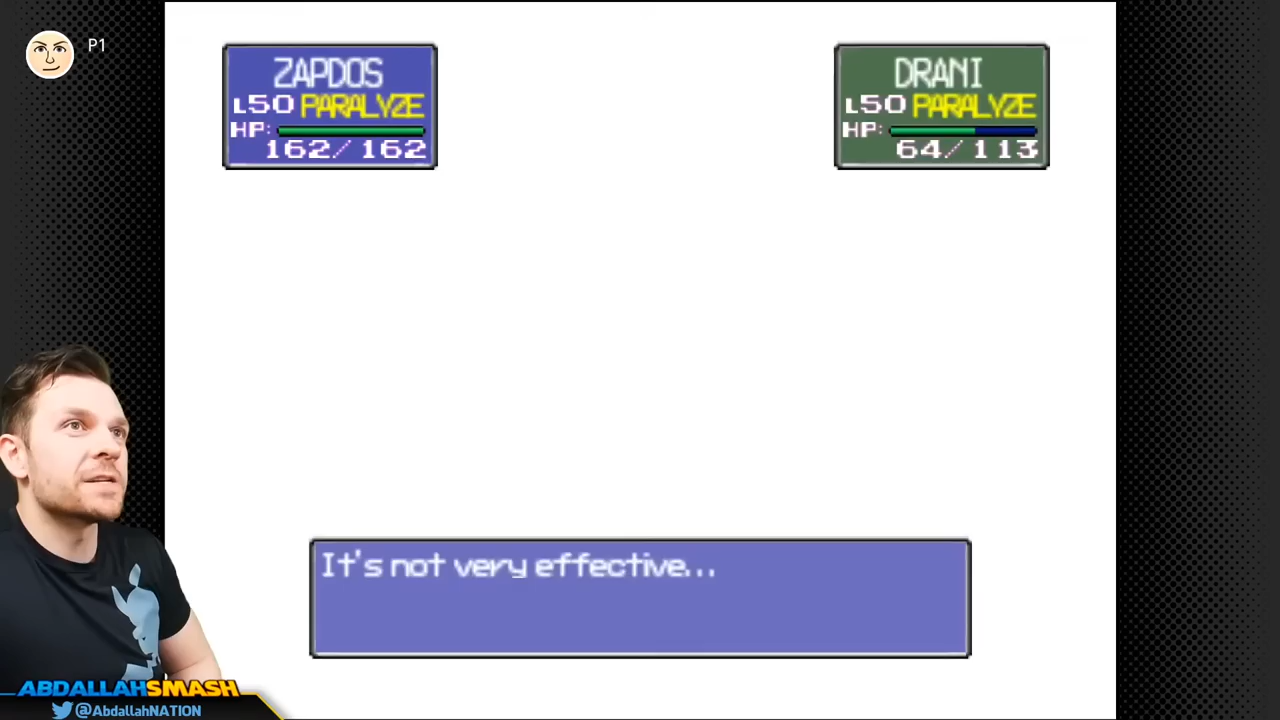 P1
ZAPDOS
L50 PARALYZE
HP:
162/162
DRANI
L50 PARALYZE
HP:
64/113
It's not very effective...
ABDALLAHSMASH
@AbdallahNATION